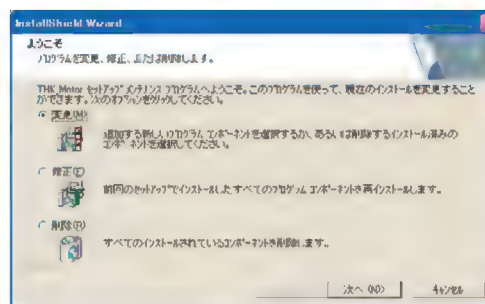 InstallShield Wizard
ようこそ
プログラムを変更、修正、または削除します。
THK Motor セットアップ メンテナンス プログラムへようこそ。このプログラムを使って、現在のインストールを変更すること
ができます。次のオプションをクリックしてください。
変更(M)
追加する新しいプログラム コンポーネントを選択するか、あるいは削除するインストール済みの
コンポーネントを選択してください。
修正(E)
前回のセットアップでインストールしたすべてのプログラム コンポーネントを再インストールします。
削除(R)
すべてのインストールされているコンポーネントを削除します。
次へ (N)>
キャンセル